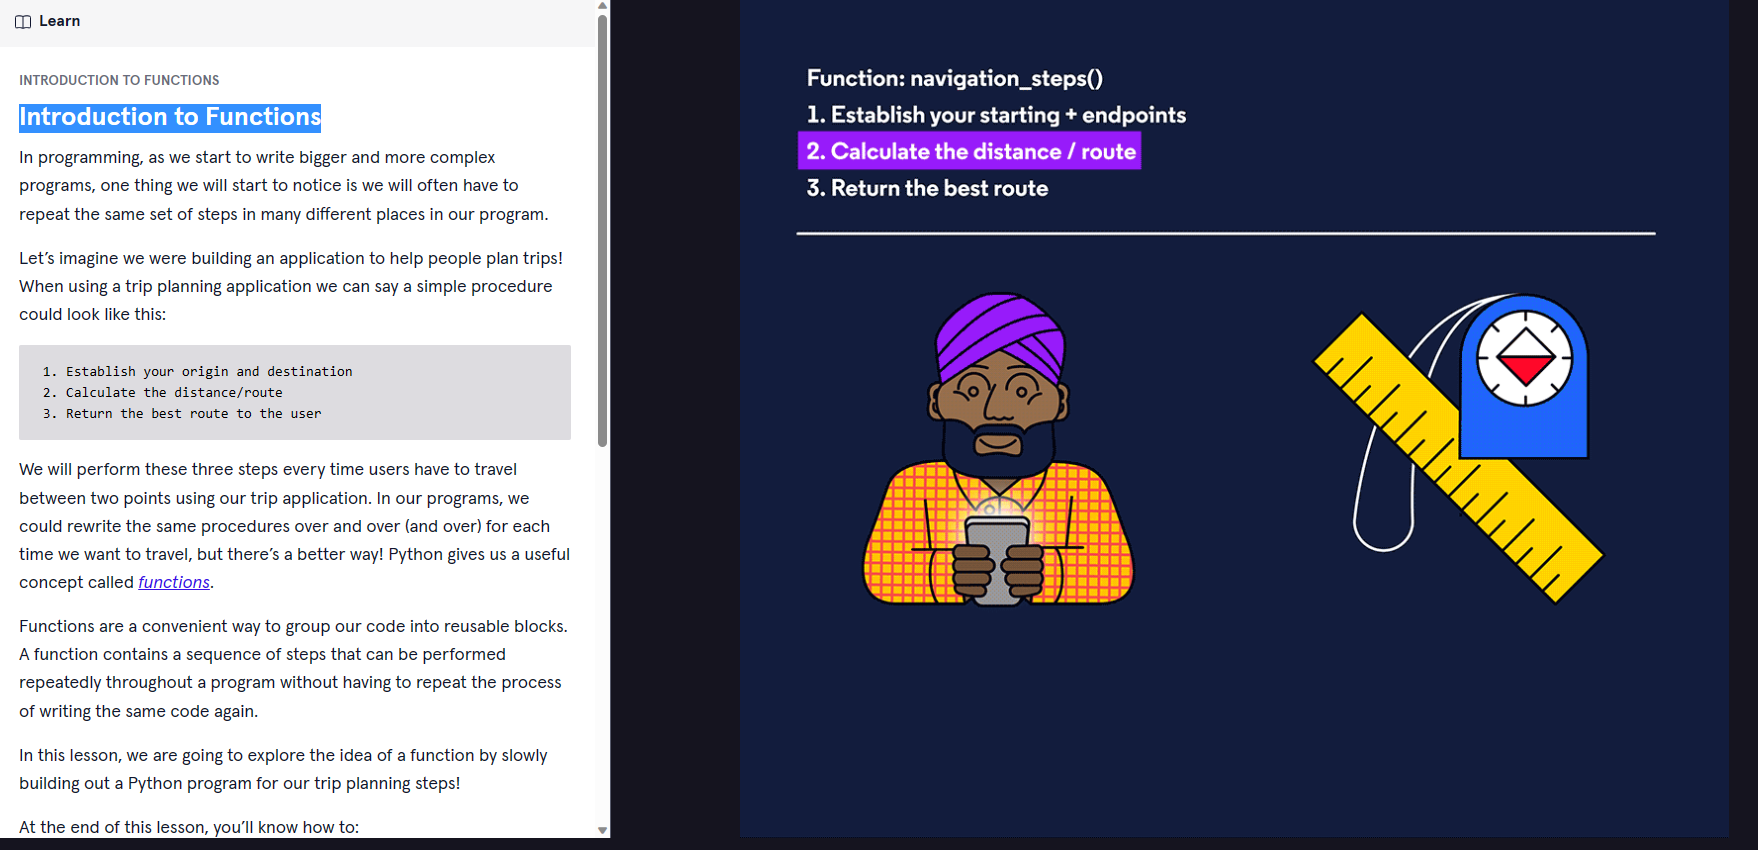 Learn
INTRODUCTION TO FUNCTIONS
Introduction to Functions
In programming, as we start to write bigger and more complex
programs, one thing we will start to notice is we will often have to
repeat the same set of steps in many different places in our program.
Let’s imagine we were building an application to help people plan trips!
When using a trip planning application we can say a simple procedure
could look like this:
1. Establish your origin and destination
2. Calculate the distance/route
3. Return the best route to the user
We will perform these three steps every time users have to travel
between two points using our trip application. In our programs, we
could rewrite the same procedures over and over (and over) for each
time we want to travel, but there’s a better way! Python gives us a useful
concept called functions.
Functions are a convenient way to group our code into reusable blocks.
A function contains a sequence of steps that can be performed
repeatedly throughout a program without having to repeat the process
of writing the same code again.
In this lesson, we are going to explore the idea of a function by slowly
building out a Python program for our trip planning steps!
At the end of this lesson, you’ll know how to:
Function: navigation_steps()
1. Establish your starting + endpoints
2. Calculate the distance / route
3. Return the best route